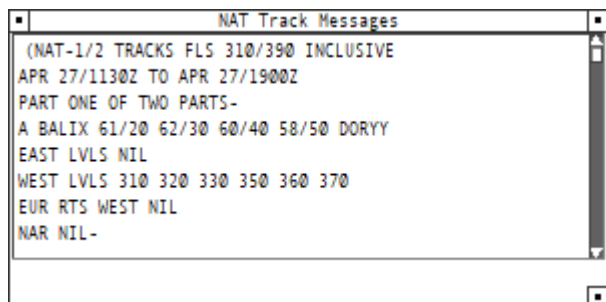 NAT Track Messages
(NAT-1/2 TRACKS FLS 310/390 INCLUSIVE
APR 27/1130Z TO APR 27/1900Z
PART ONE OF TWO PARTS-
A BALIX 61/20 62/30 60/40 58/50 DORYY
EAST LVLS NIL
WEST LVLS 310 320 330 350 360 370
EUR RTS WEST NIL
NAR NIL-